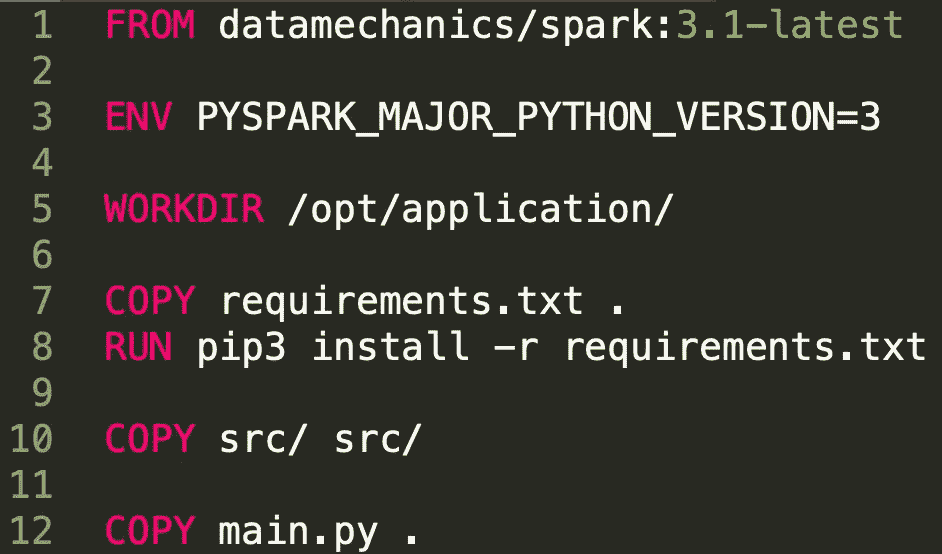 1 FROM datamechanics/spark:3.1-latest
2
3 ENV PYSPARK_MAJOR_PYTHON_VERSION=3
4
5 WORKDIR /opt/application/
6
7 COPY requirements.txt .
8 RUN pip3 install -r requirements.txt
9
10 COPY src/ src/
11
12 COPY main.py .